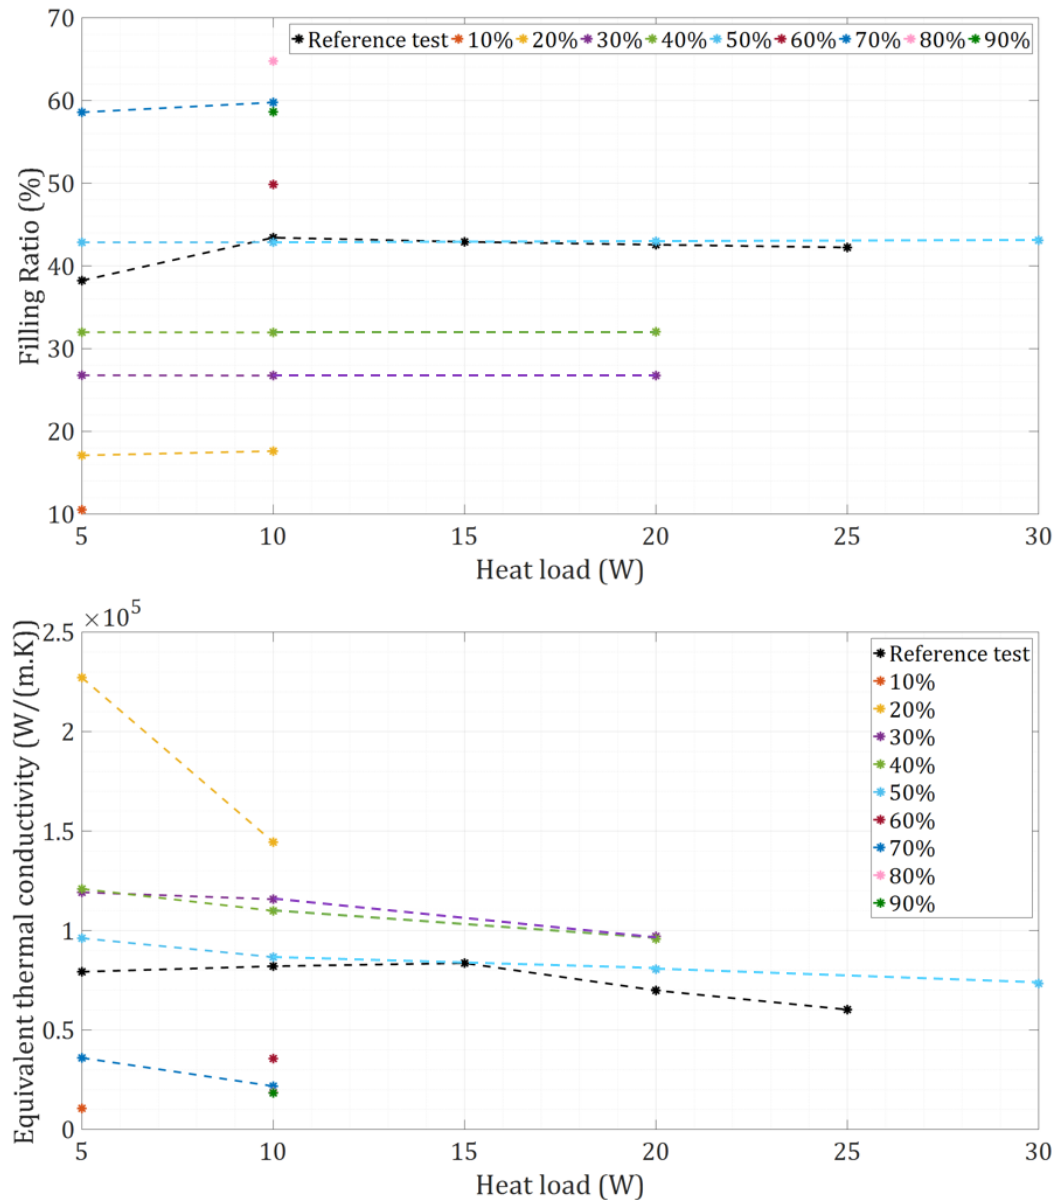 70
Reference test 10% 20% 30% 40% 50% 60% 70% 80% 90%
60
50
40
30
20
10
Filling Ratio (%)
5 10 15 20 25 30
Heat load (W)
×10⁵
2.5
2
1.5
1
0.5
0
Equivalent thermal conductivity (W/(m.K))
Reference test
10%
20%
30%
40%
50%
60%
70%
80%
90%
5 10 15 20 25 30
Heat load (W)